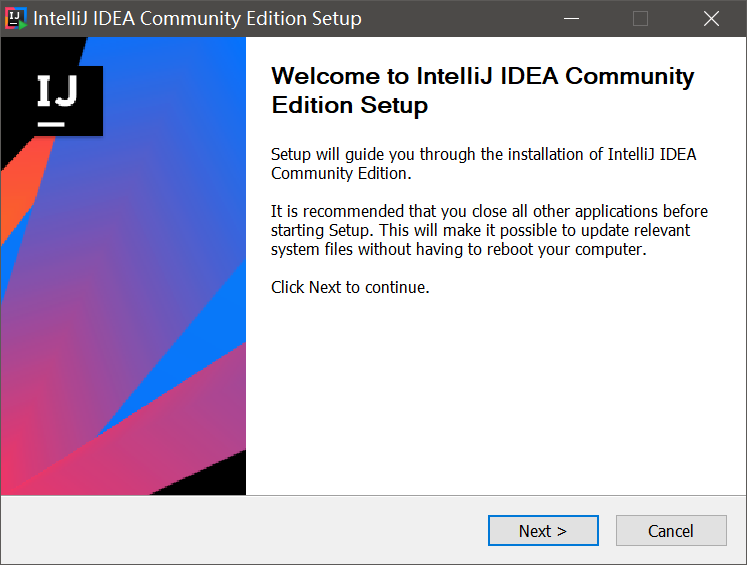 IntelliJ IDEA Community Edition Setup
IJ
Welcome to IntelliJ IDEA Community
Edition Setup
Setup will guide you through the installation of IntelliJ IDEA
Community Edition.
It is recommended that you close all other applications before
starting Setup. This will make it possible to update relevant
system files without having to reboot your computer.
Click Next to continue.
Next >
Cancel